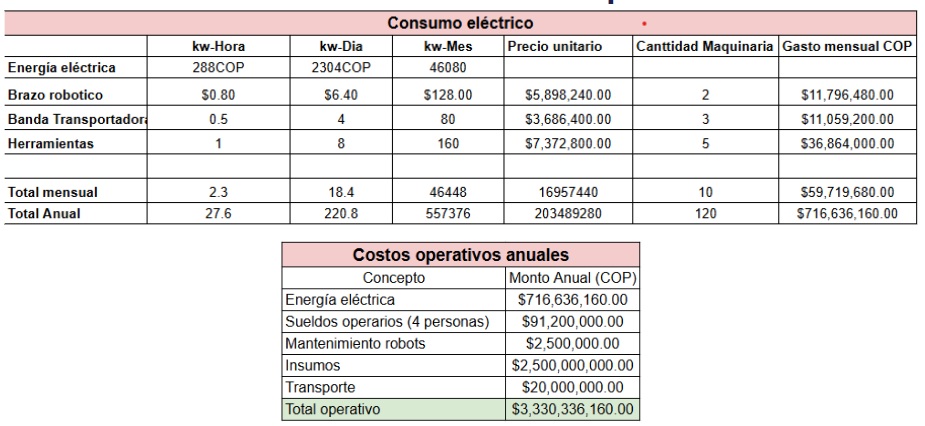 Consumo eléctrico
kw-Hora kw-Dia kw-Mes Precio unitario Canttidad Maquinaria Gasto mensual COP
Energía eléctrica 288COP 2304COP 46080
Brazo robotico $0.80 $6.40 $128.00 $5,898,240.00 2 $11,796,480.00
Banda Transportadora 0.5 4 80 $3,686,400.00 3 $11,059,200.00
Herramientas 1 8 160 $7,372,800.00 5 $36,864,000.00
Total mensual 2.3 18.4 46448 16957440 10 $59,719,680.00
Total Anual 27.6 220.8 557376 203489280 120 $716,636,160.00
Costos operativos anuales
Concepto Monto Anual (COP)
Energía eléctrica $716,636,160.00
Sueldos operarios (4 personas) $91,200,000.00
Mantenimiento robots $2,500,000.00
Insumos $2,500,000,000.00
Transporte $20,000,000.00
Total operativo $3,330,336,160.00